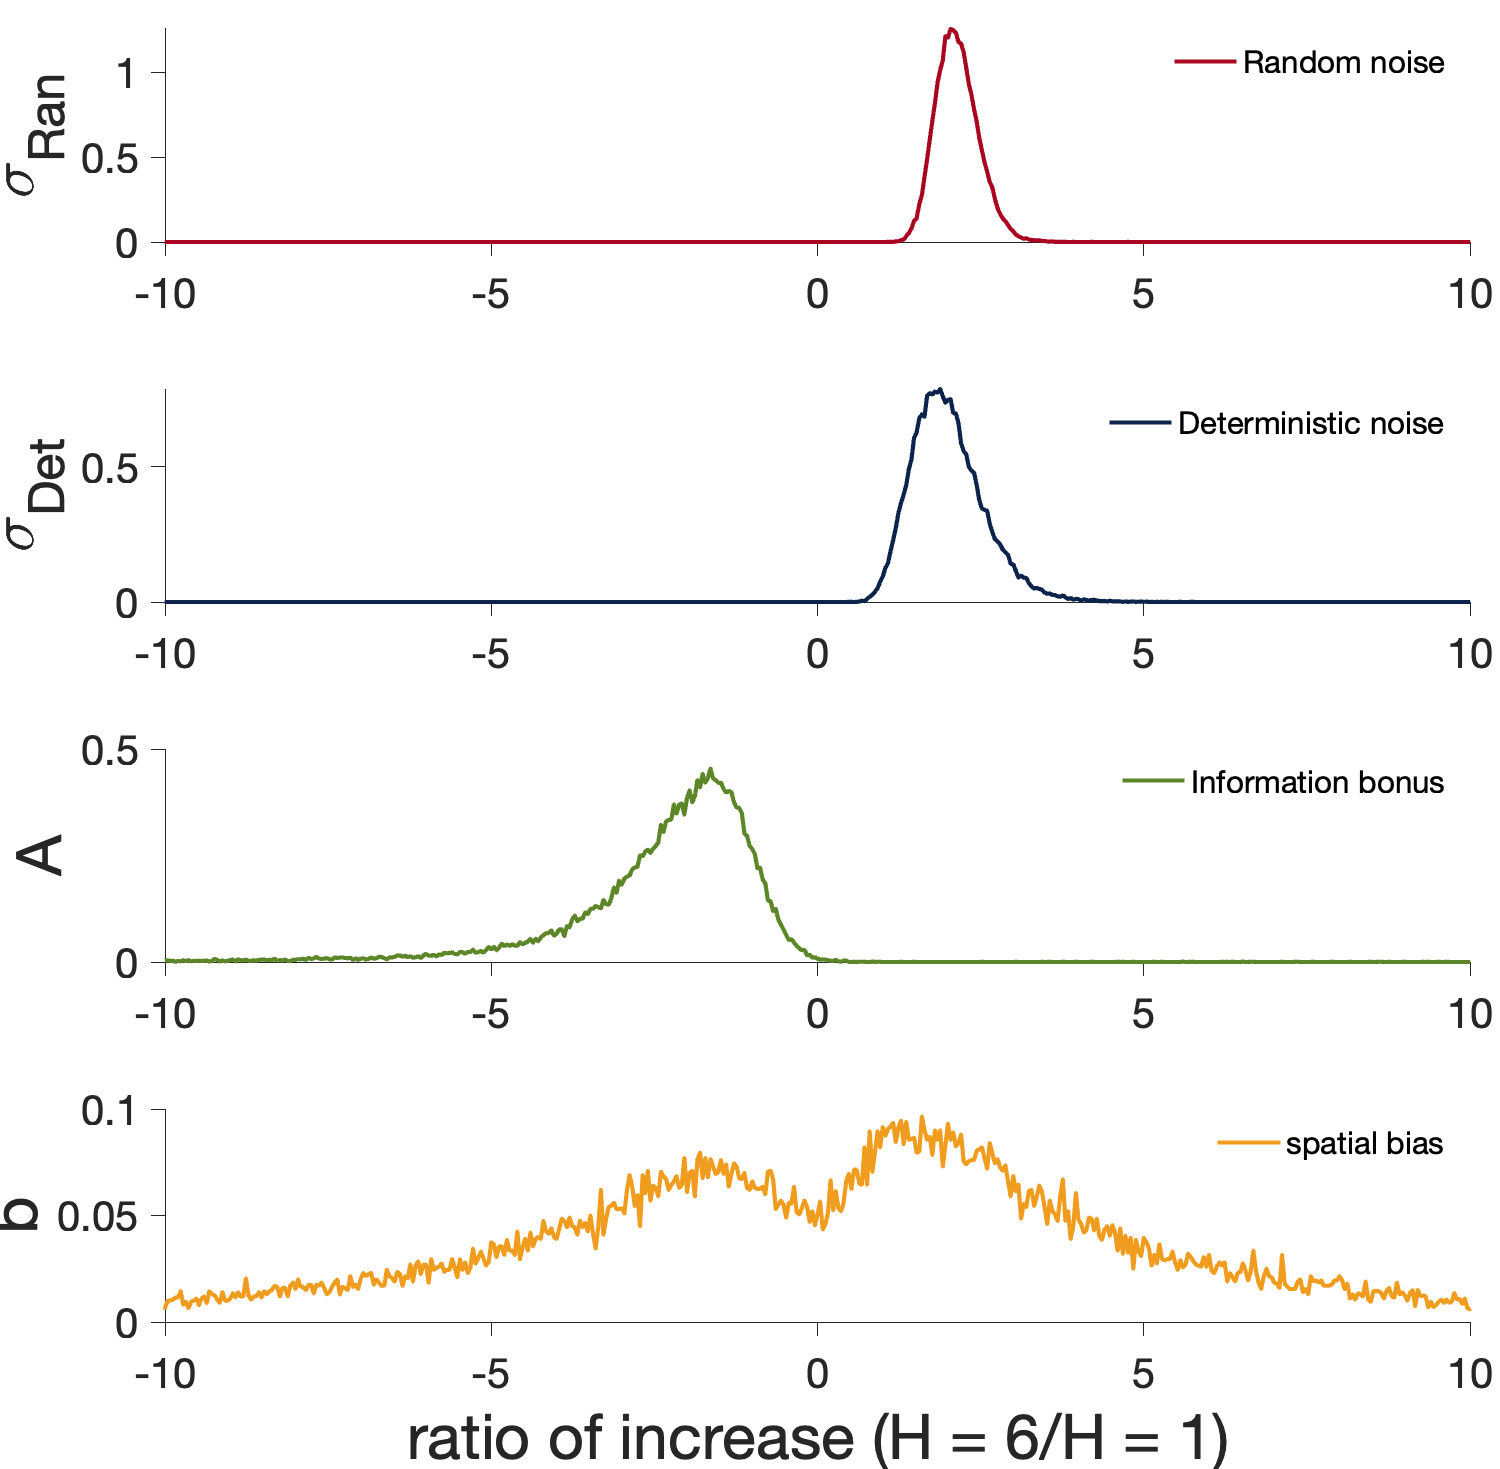 σ Ran
1
0.5
0
Random noise
-10 -5 0 5 10
σ Det
0.5
0
Deterministic noise
-10 -5 0 5 10
A
0.5
0
Information bonus
-10 -5 0 5 10
b
0.1
0.05
0
spatial bias
-10 -5 0 5 10
ratio of increase (H = 6/H = 1)